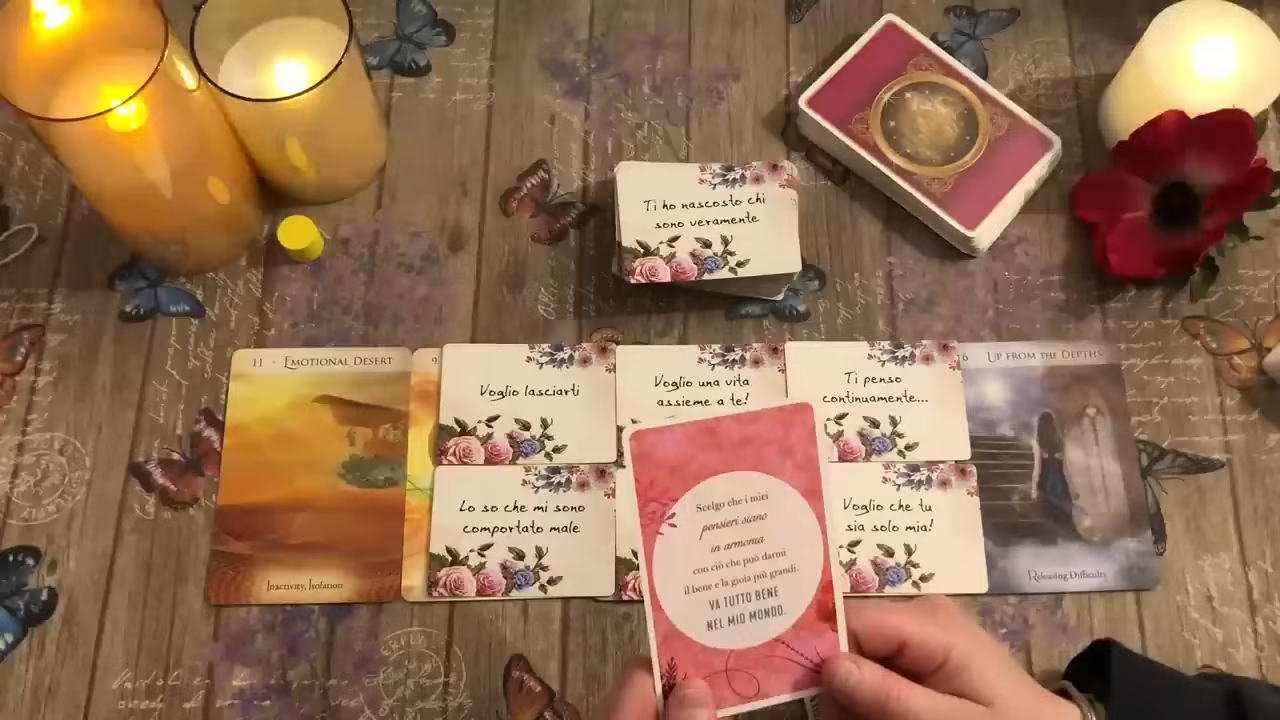 Ti ho nascosto chi
sono veramente
11 · EMOTIONAL DESERT
Inactivity, Isolation
9
Voglio lasciarti
Voglio una vita
assieme a te!
Ti penso
continuamente...
6 UP FROM THE DEPTHS
Releasing Difficulty
Lo so che mi sono
comportato male
Voglio che tu
sia solo mia!
Scelgo che i miei
pensieri siano
in armonia
con ciò che può darmi
il bene e la gioia più grandi.
VA TUTTO BENE
NEL MIO MONDO.